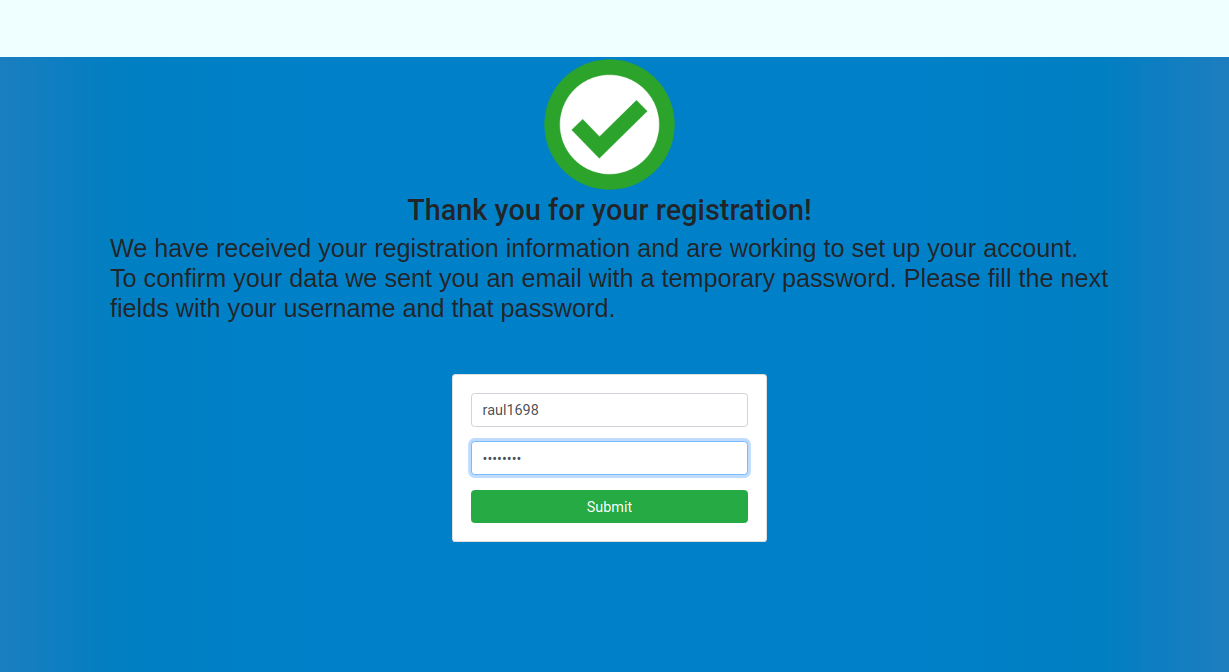 Thank you for your registration!
We have received your registration information and are working to set up your account.
To confirm your data we sent you an email with a temporary password. Please fill the next
fields with your username and that password.
raul1698
••••••••
Submit